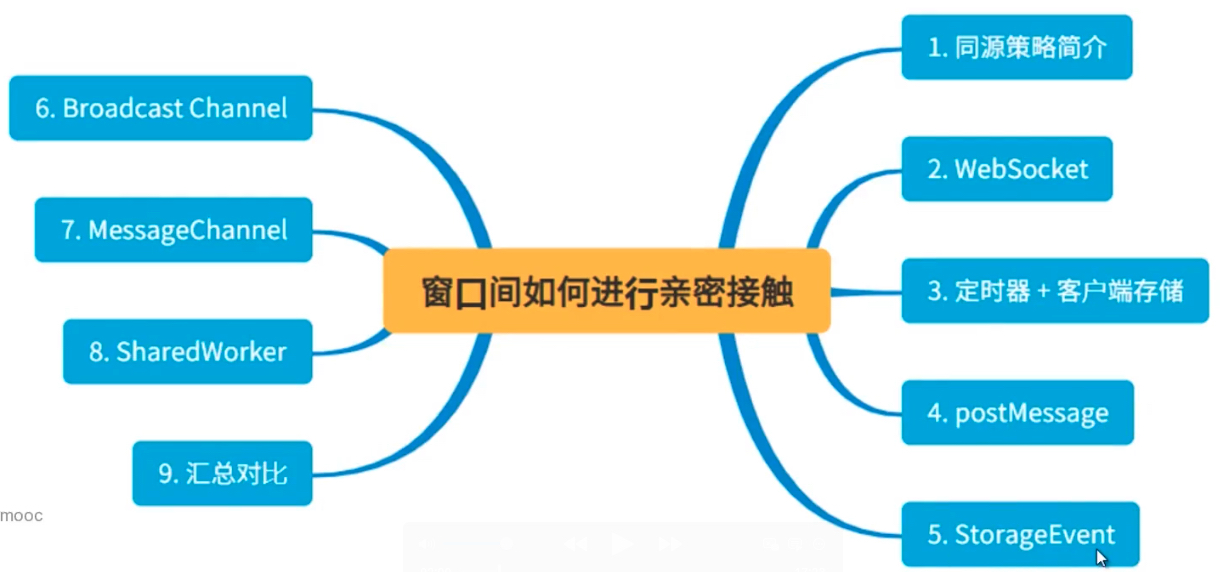 窗口间如何进行亲密接触
1. 同源策略简介
2. WebSocket
3. 定时器 + 客户端存储
4. postMessage
5. StorageEvent
6. Broadcast Channel
7. MessageChannel
8. SharedWorker
9. 汇总对比
mooc